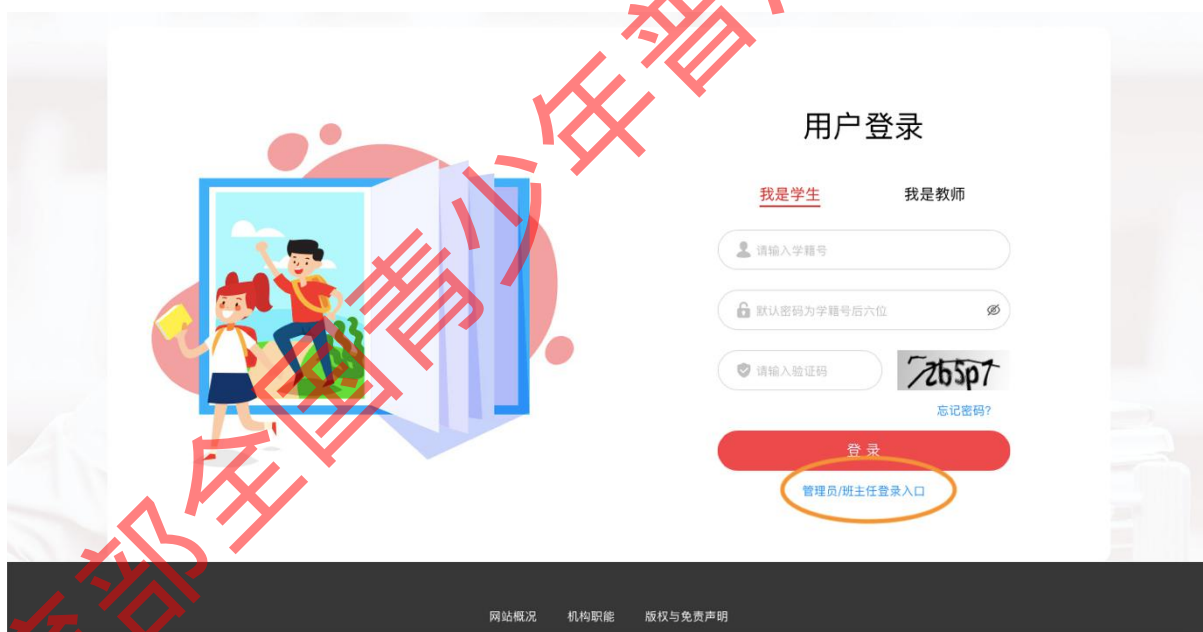 用户登录
我是学生 我是教师
请输入学籍号
默认密码为学籍号后六位
请输入验证码
忘记密码?
登 录
管理员/班主任登录入口
网站概况 机构职能 版权与免责声明
部全国青少年普